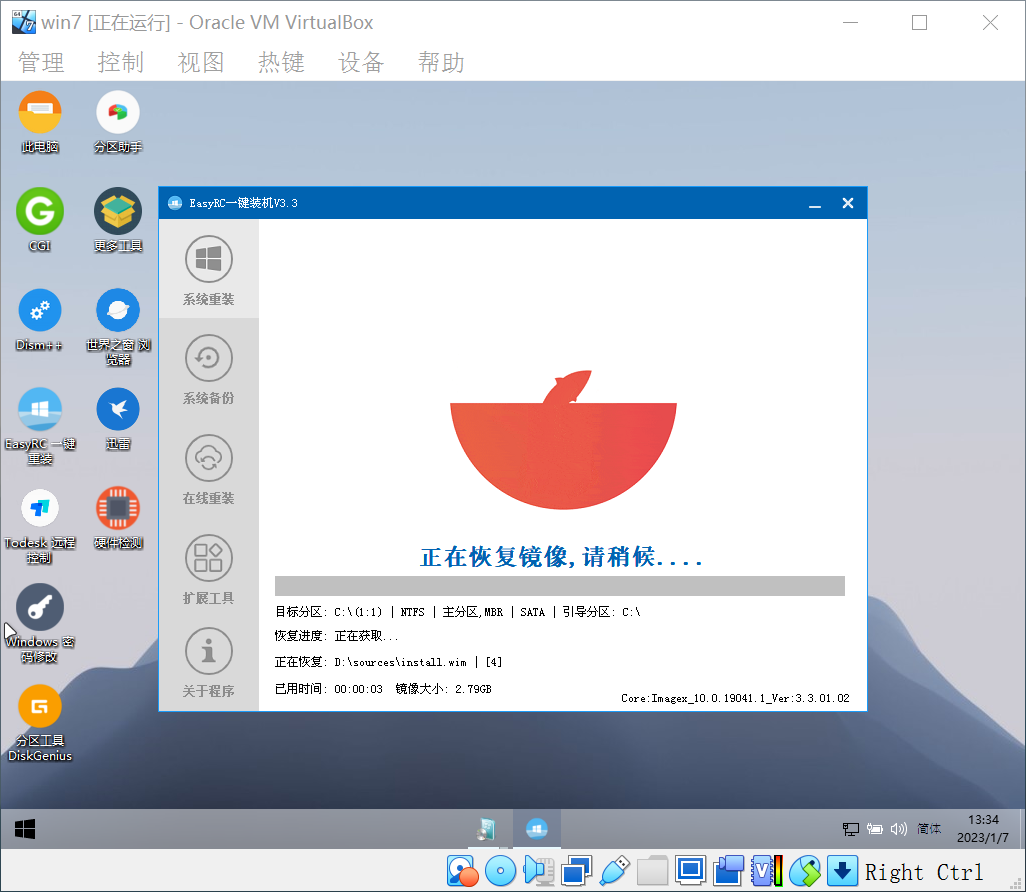 win7 [正在运行] - Oracle VM VirtualBox
管理 控制 视图 热键 设备 帮助
此电脑
分区助手
CGI
更多工具
Dism++
世界之窗 浏
览器
EasyRC 一键
重装
迅雷
Todesk 远程
控制
硬件检测
Windows 密
码修改
分区工具
DiskGenius
EasyRC一键装机V3.3
系统重装
系统备份
在线重装
扩展工具
关于程序
正在恢复镜像,请稍候....
目标分区: C:\(1:1) | NTFS | 主分区,MBR | SATA | 引导分区: C:\
恢复进度: 正在获取...
正在恢复: D:\sources\install.wim | [4]
已用时间: 00:00:03 镜像大小: 2.79GB
Core:Imagex_10.0.19041.1_Ver:3.3.01.02
简体
13:34
2023/1/7
Right Ctrl